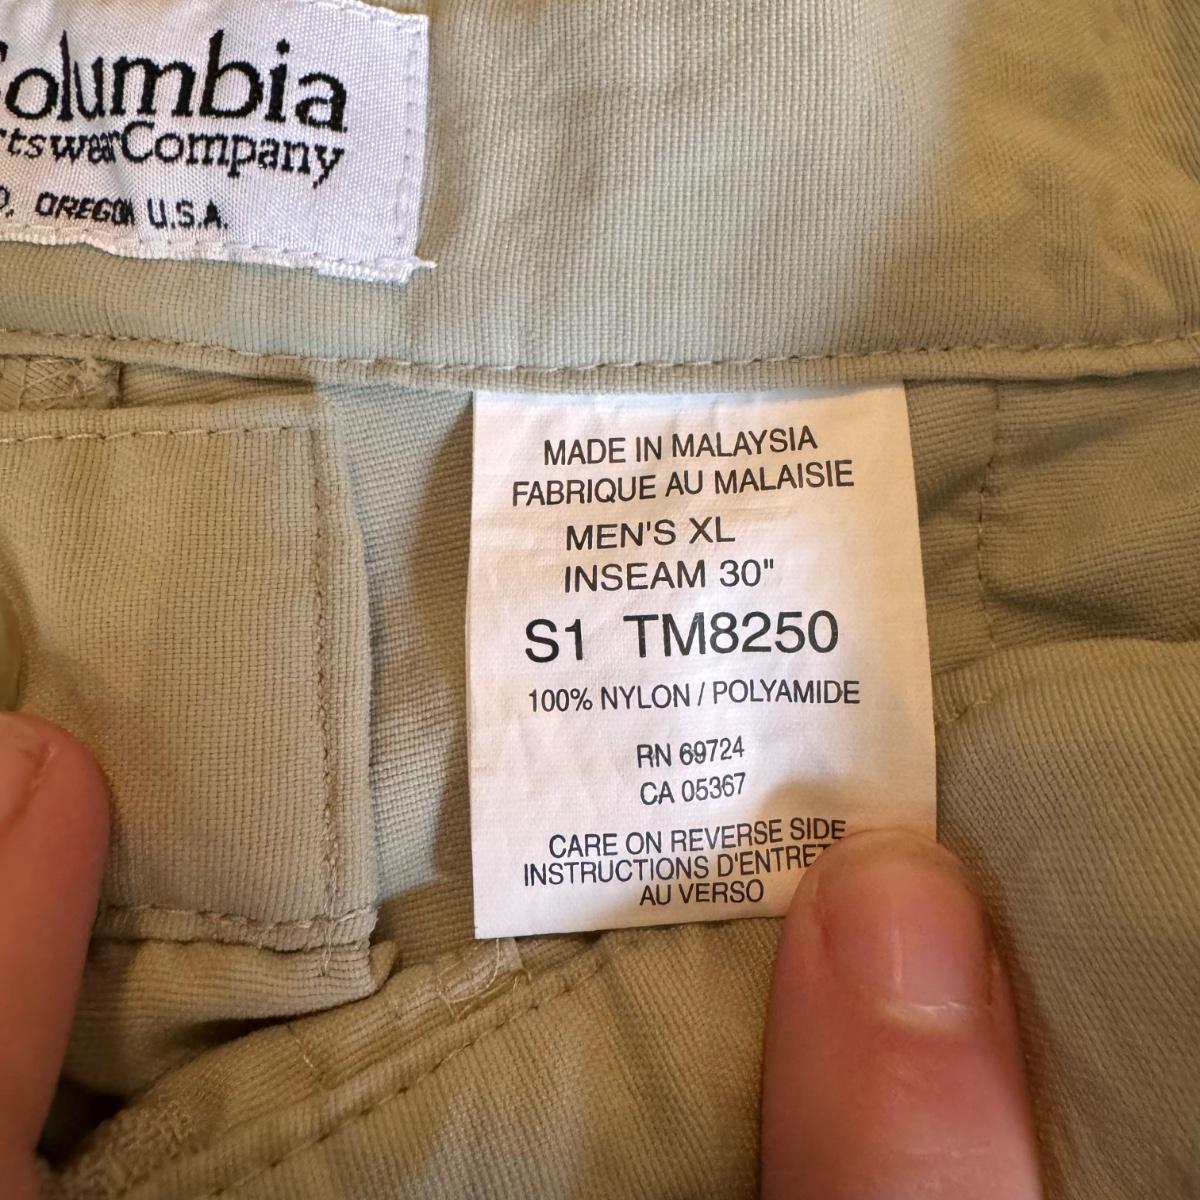 Columbia
rtswearCompany
OREGON U.S.A.
MADE IN MALAYSIA
FABRIQUE AU MALAISIE
MEN'S XL
INSEAM 30"
S1 TM8250
100% NYLON / POLYAMIDE
RN 69724
CA 05367
CARE ON REVERSE SIDE
INSTRUCTIONS D'ENTRET
AU VERSO